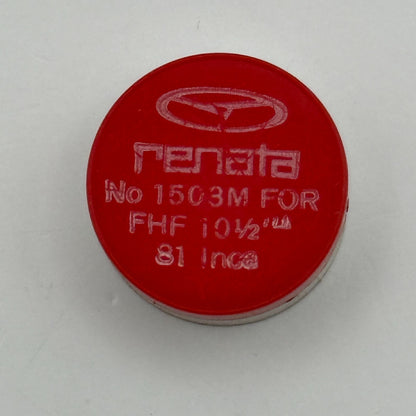 renata
No 1503M FOR
FHF 10½'''
81 Inca